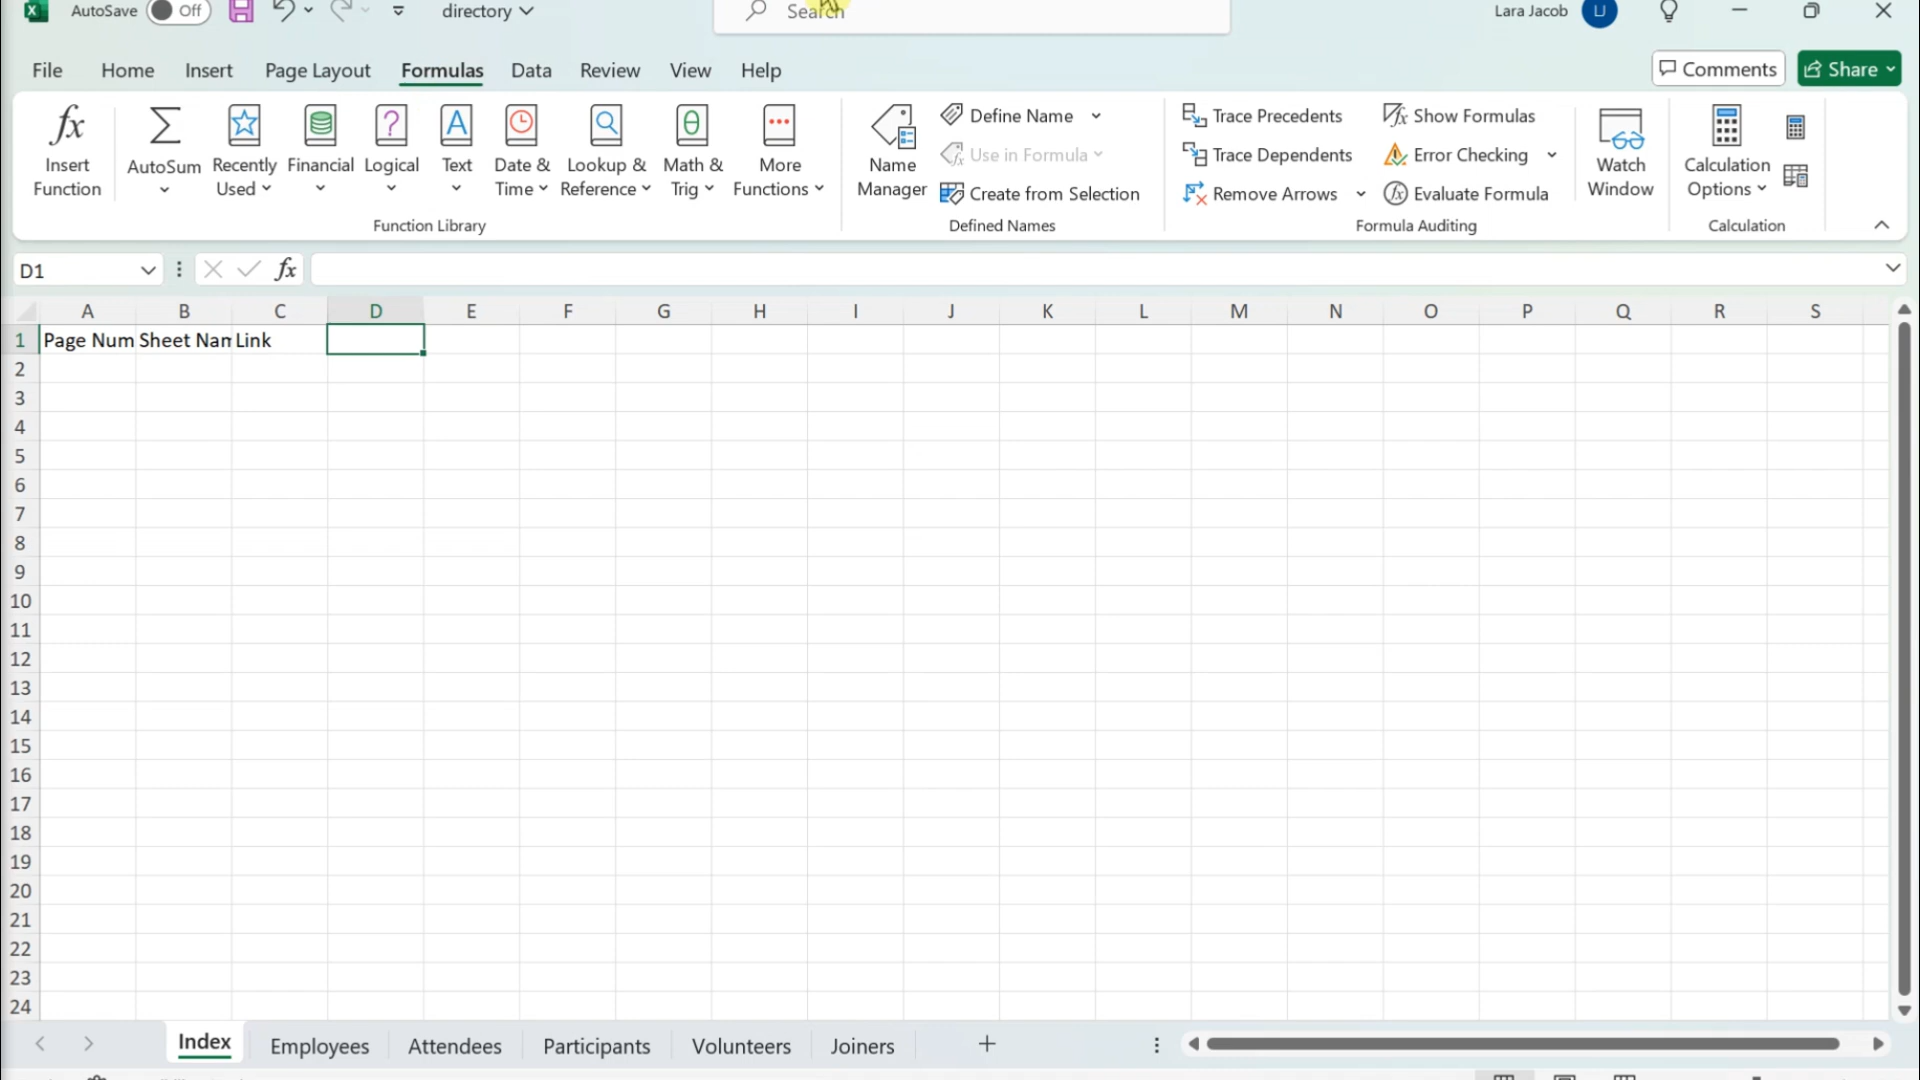 AutoSave Off directory Search Lara Jacob LJ
File Home Insert Page Layout Formulas Data Review View Help Comments Share
fx
Insert Function
AutoSum
Recently Used
Financial
Logical
Text
Date & Time
Lookup & Reference
Math & Trig
More Functions
Function Library
Name Manager
Define Name
Use in Formula
Create from Selection
Defined Names
Trace Precedents
Trace Dependents
Remove Arrows
Show Formulas
Error Checking
Evaluate Formula
Formula Auditing
Watch Window
Calculation Options
Calculation
D1 fx
A B C D E F G H I J K L M N O P Q R S
1 Page Num Sheet Nam Link
2
3
4
5
6
7
8
9
10
11
12
13
14
15
16
17
18
19
20
21
22
23
24
Index Employees Attendees Participants Volunteers Joiners